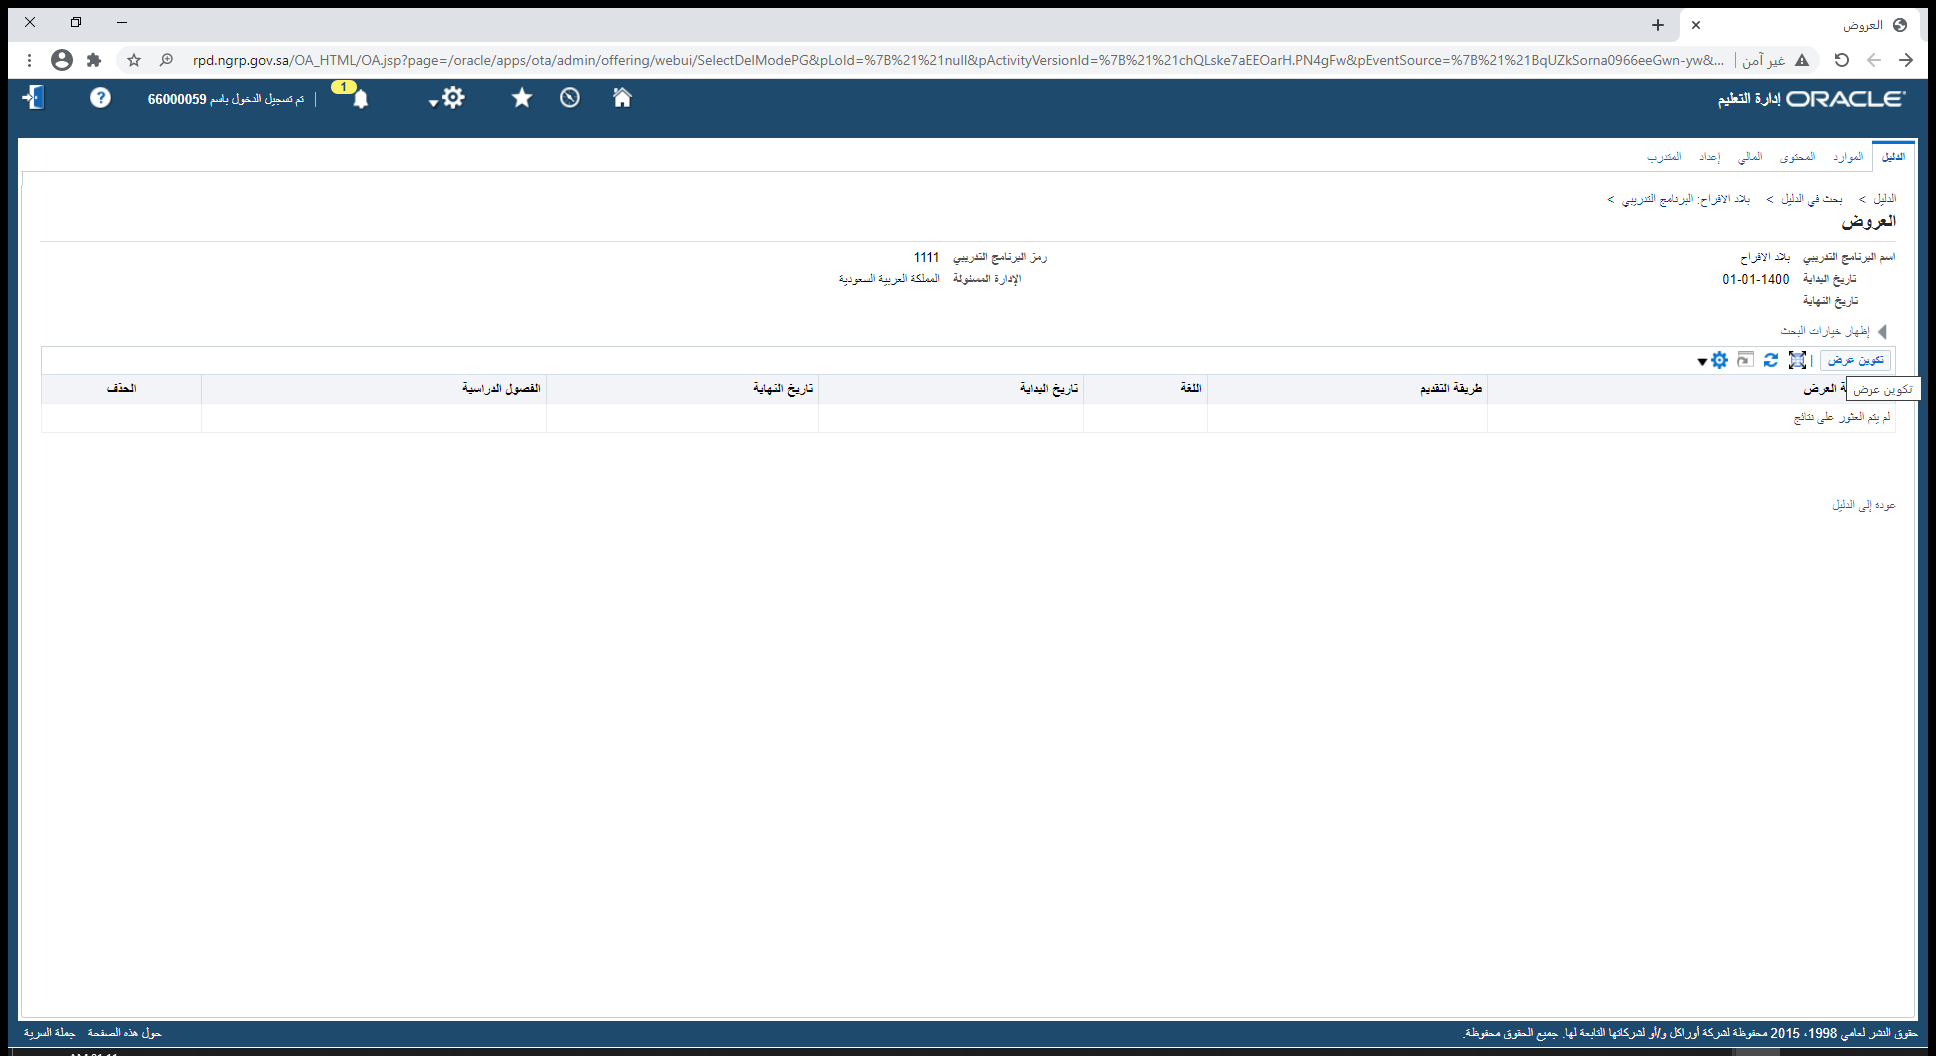 العروض
rpd.ngrp.gov.sa/OA_HTML/OA.jsp?page=/oracle/apps/ota/admin/offering/webui/SelectDelModePG&pLoId=%7B%21%21null&pActivityVersionId=%7B%21%21chQLske7aEEOarH.PN4gFw&pEventSource=%7B%21%21BqUZkSorna0966eeGwn-yw&... غير آمن
ORACLE إدارة التعليم
1
تم تسجيل الدخول باسم 66000059
الدليل الموارد المحتوى المالي إعداد المتدرب
الدليل > بحث في الدليل > بلاد الافراح: البرنامج التدريبي >
العروض
اسم البرنامج التدريبي بلاد الافراح رمز البرنامج التدريبي 1111
تاريخ البداية 01-01-1400 الإدارة المسئولة المملكة العربية السعودية
تاريخ النهاية
إظهار خيارات البحث
تكوين عرض
ة العرض طريقة التقديم اللغة تاريخ البداية تاريخ النهاية الفصول الدراسية الحذف
تكوين عرض
لم يتم العثور على نتائج
عودة إلى الدليل
حقوق النشر لعامي 1998، 2015 محفوظة لشركة أوراكل و/أو لشركاتها التابعة لها. جميع الحقوق محفوظة.
حول هذه الصفحة جملة السرية